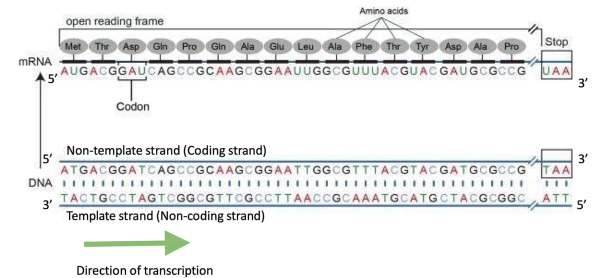 Amino acids
open reading frame
Met Thr Asp Gln Pro Gln Ala Glu Leu Ala Phe Thr Tyr Asp Ala Pro Stop
mRNA
5' AUGACGGAUCAGCCGCAAGCGGAAUUGGCGUUUACGUACGAUGCGCCG UAA 3'
Codon
5' Non-template strand (Coding strand) 3'
ATGACGGATCAGCCGCAAGCGGAATTGGCGTTTACGTACGATGCGCCG TAA
DNA
TACTGCCTAGTCGGCGTTCGCCTTAACCGCAAATGCATGCTACGCGGC ATT
3' Template strand (Non-coding strand) 5'
Direction of transcription